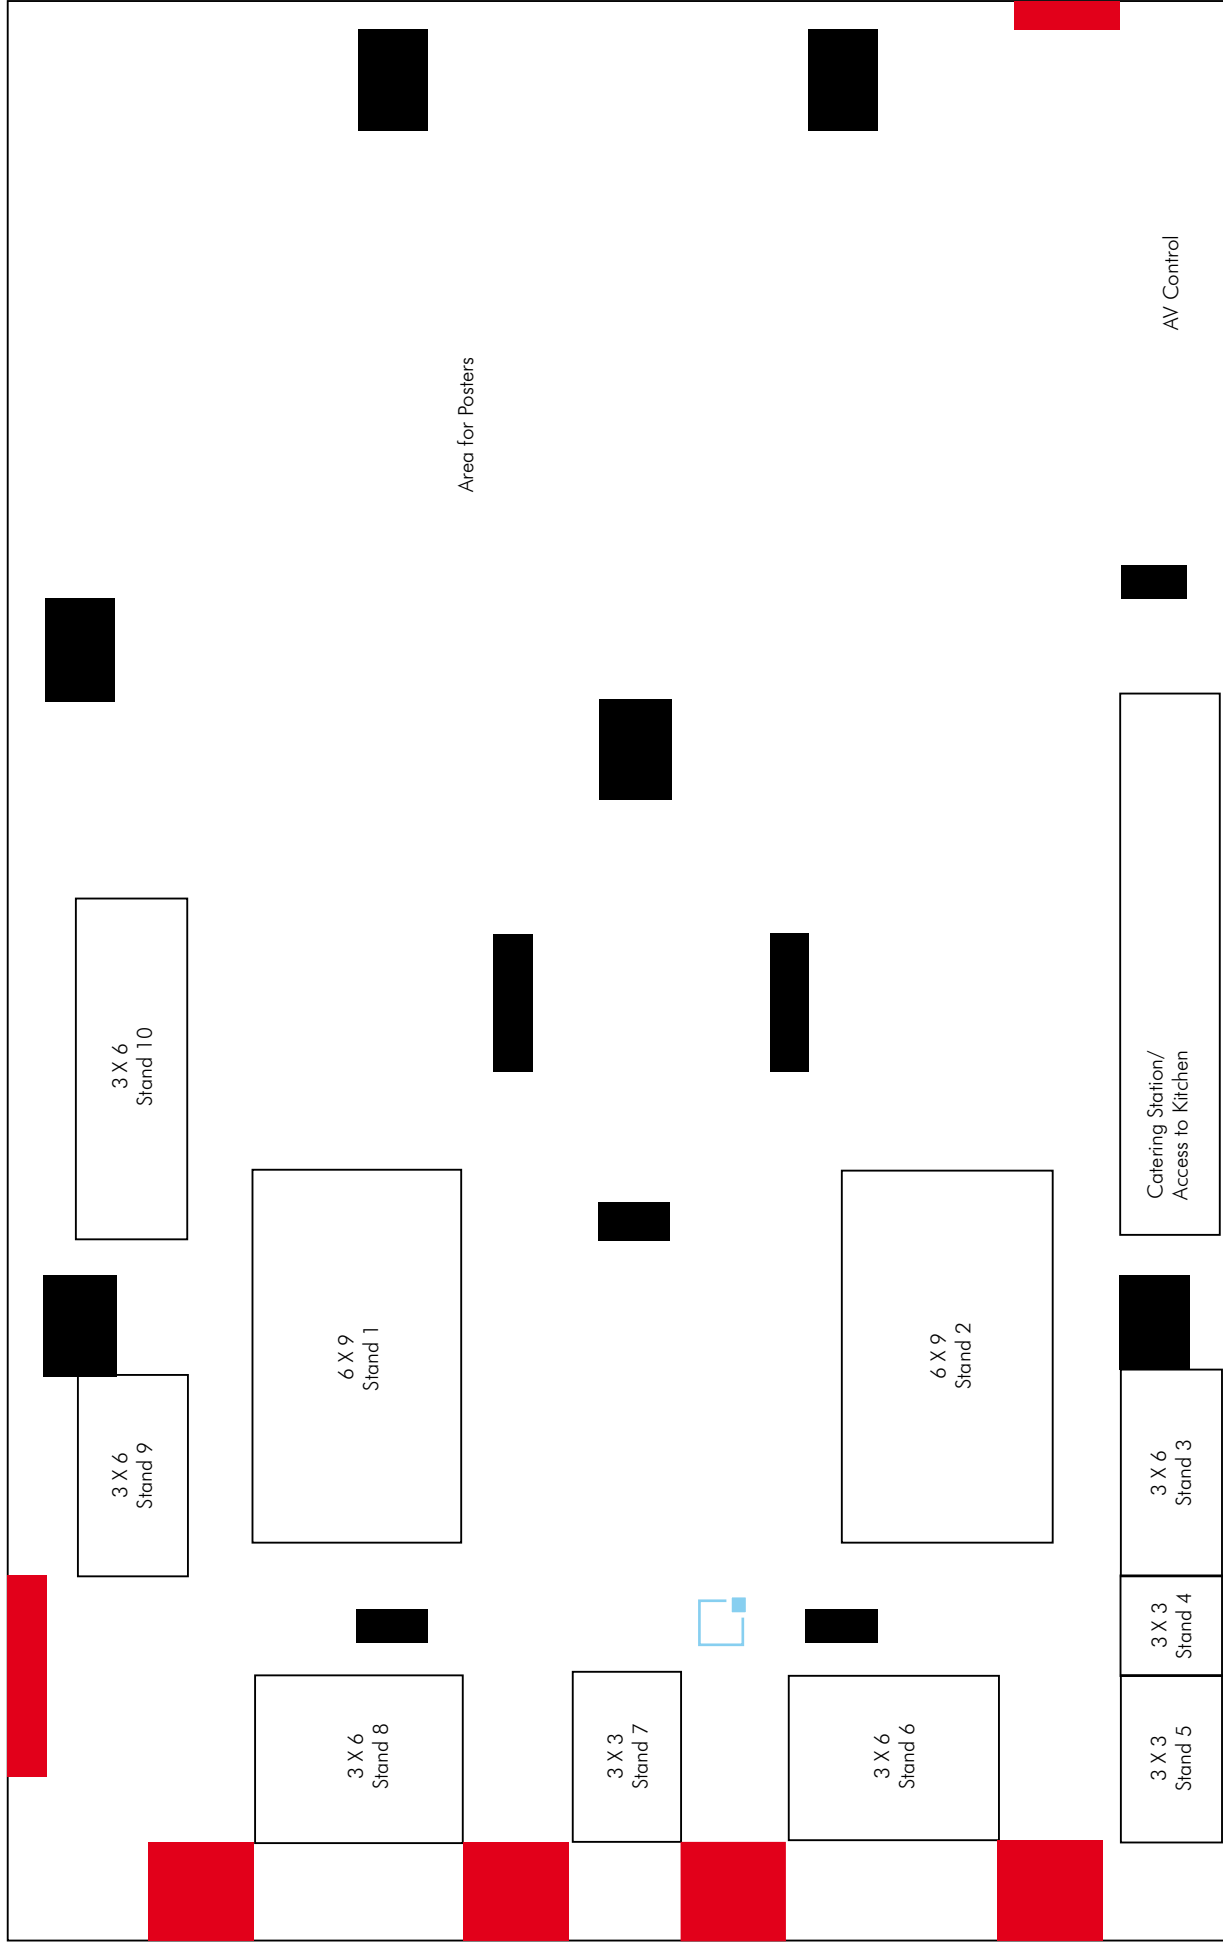 AV Control
Area for Posters
3 X 6
Stand 10
Catering Station/
Access to Kitchen
6 X 9
Stand 1
6 X 9
Stand 2
3 X 6
Stand 9
3 X 6
Stand 3
3 X 3
Stand 4
3 X 6
Stand 8
3 X 3
Stand 7
3 X 6
Stand 6
3 X 3
Stand 5